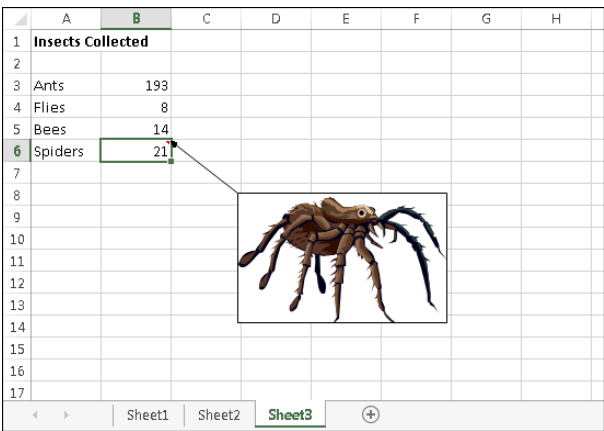 A B C D E F G H
1 Insects Collected
2
3 Ants 193
4 Flies 8
5 Bees 14
6 Spiders 21
7
8
9
10
11
12
13
14
15
16
17
Sheet1 Sheet2 Sheet3